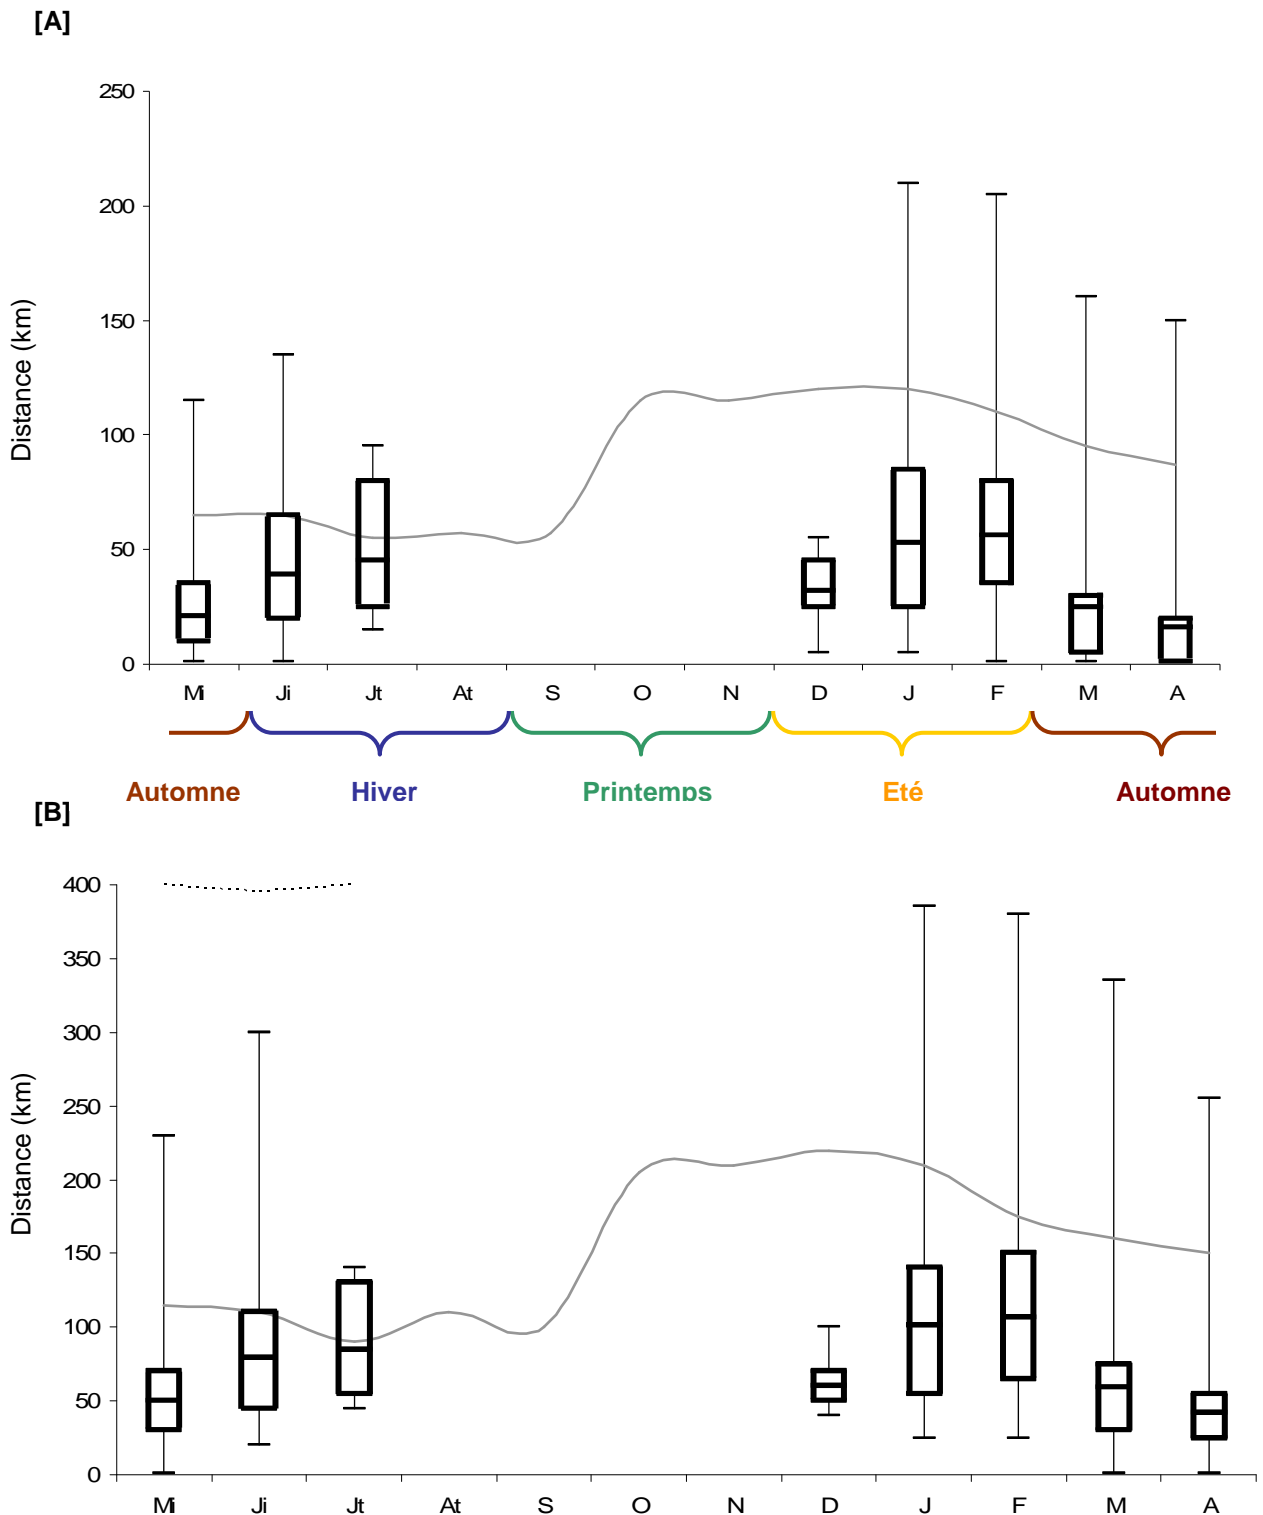 [A]
250
200
150
100
50
0
Distance (km)
Mi Ji Jt At S O N D J F M A
Automne Hiver Printemps Eté Automne
[B]
400
350
300
250
200
150
100
50
0
Distance (km)
Mi Ji Jt At S O N D J F M A